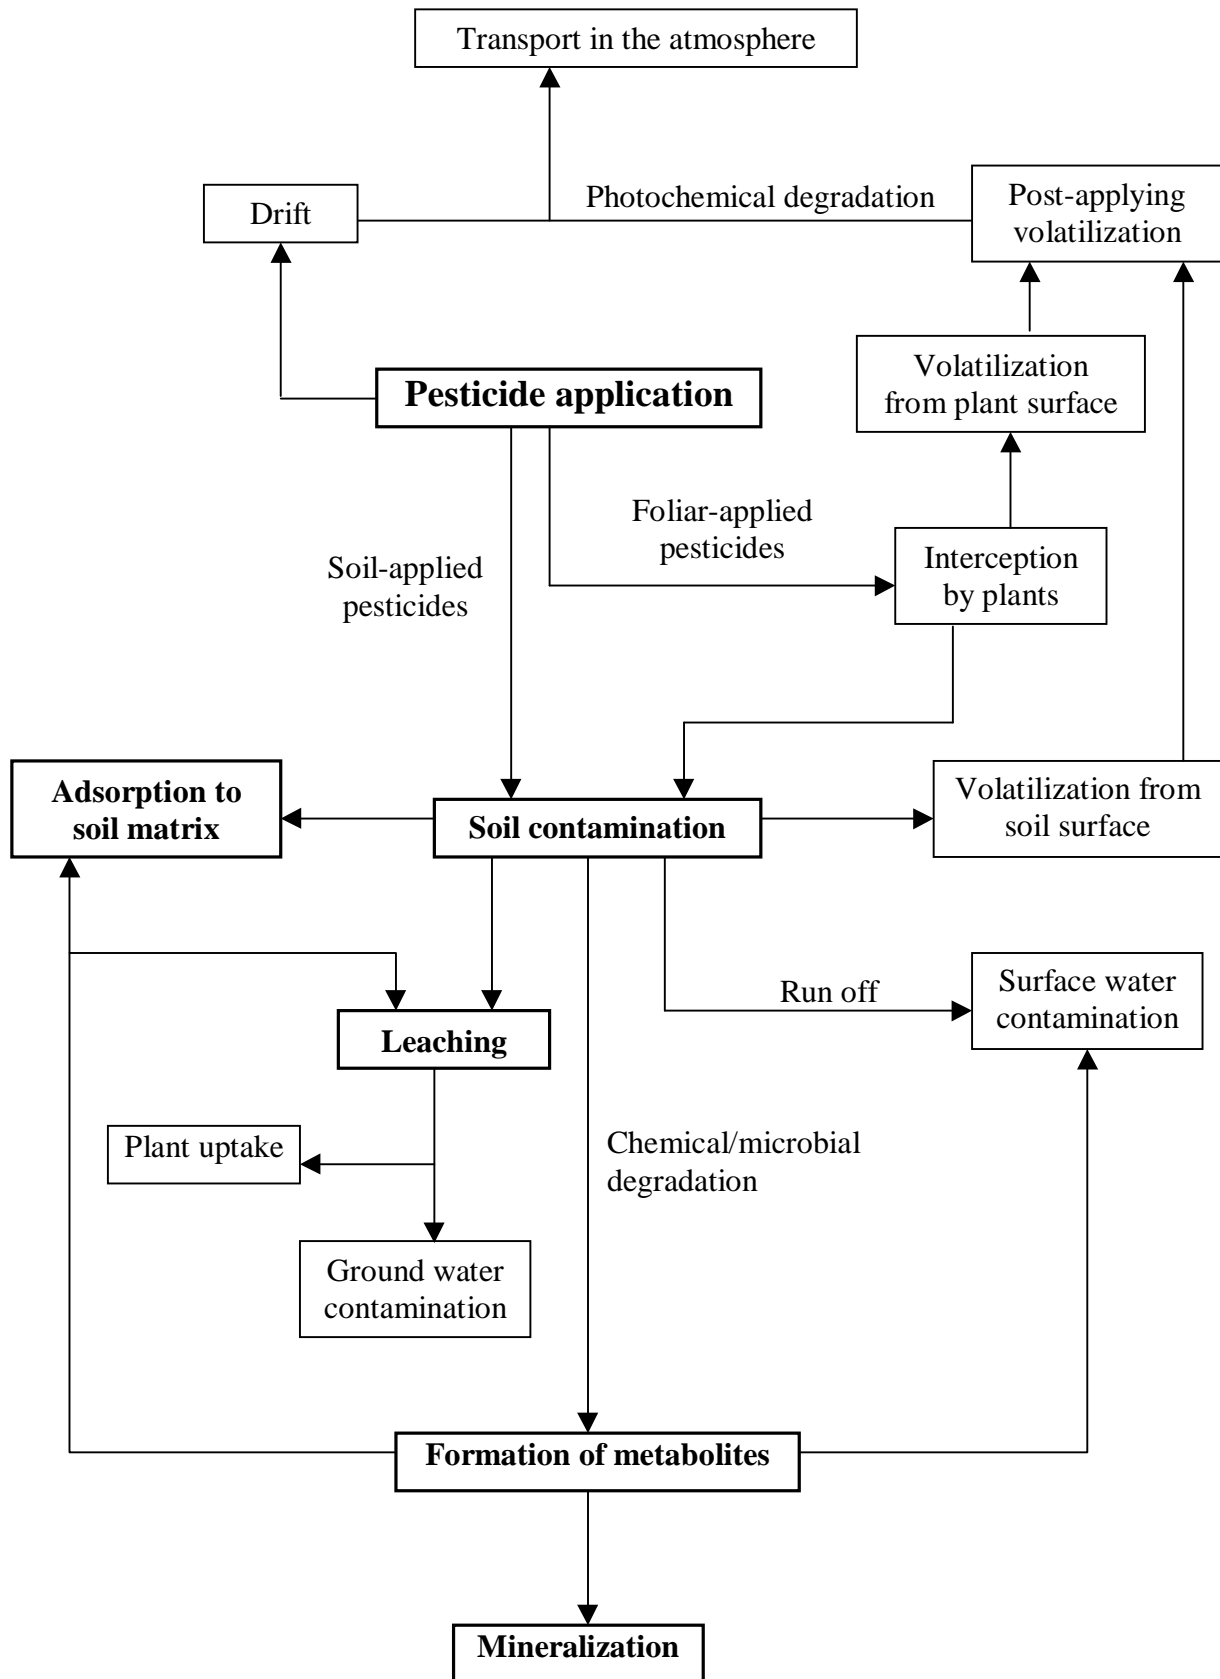 Transport in the atmosphere
Photochemical degradation
Drift
Post-applying
volatilization
Volatilization
from plant surface
Pesticide application
Foliar-applied
pesticides
Soil-applied
pesticides
Interception
by plants
Adsorption to
soil matrix
Soil contamination
Volatilization from
soil surface
Run off
Surface water
contamination
Leaching
Plant uptake
Chemical/microbial
degradation
Ground water
contamination
Formation of metabolites
Mineralization